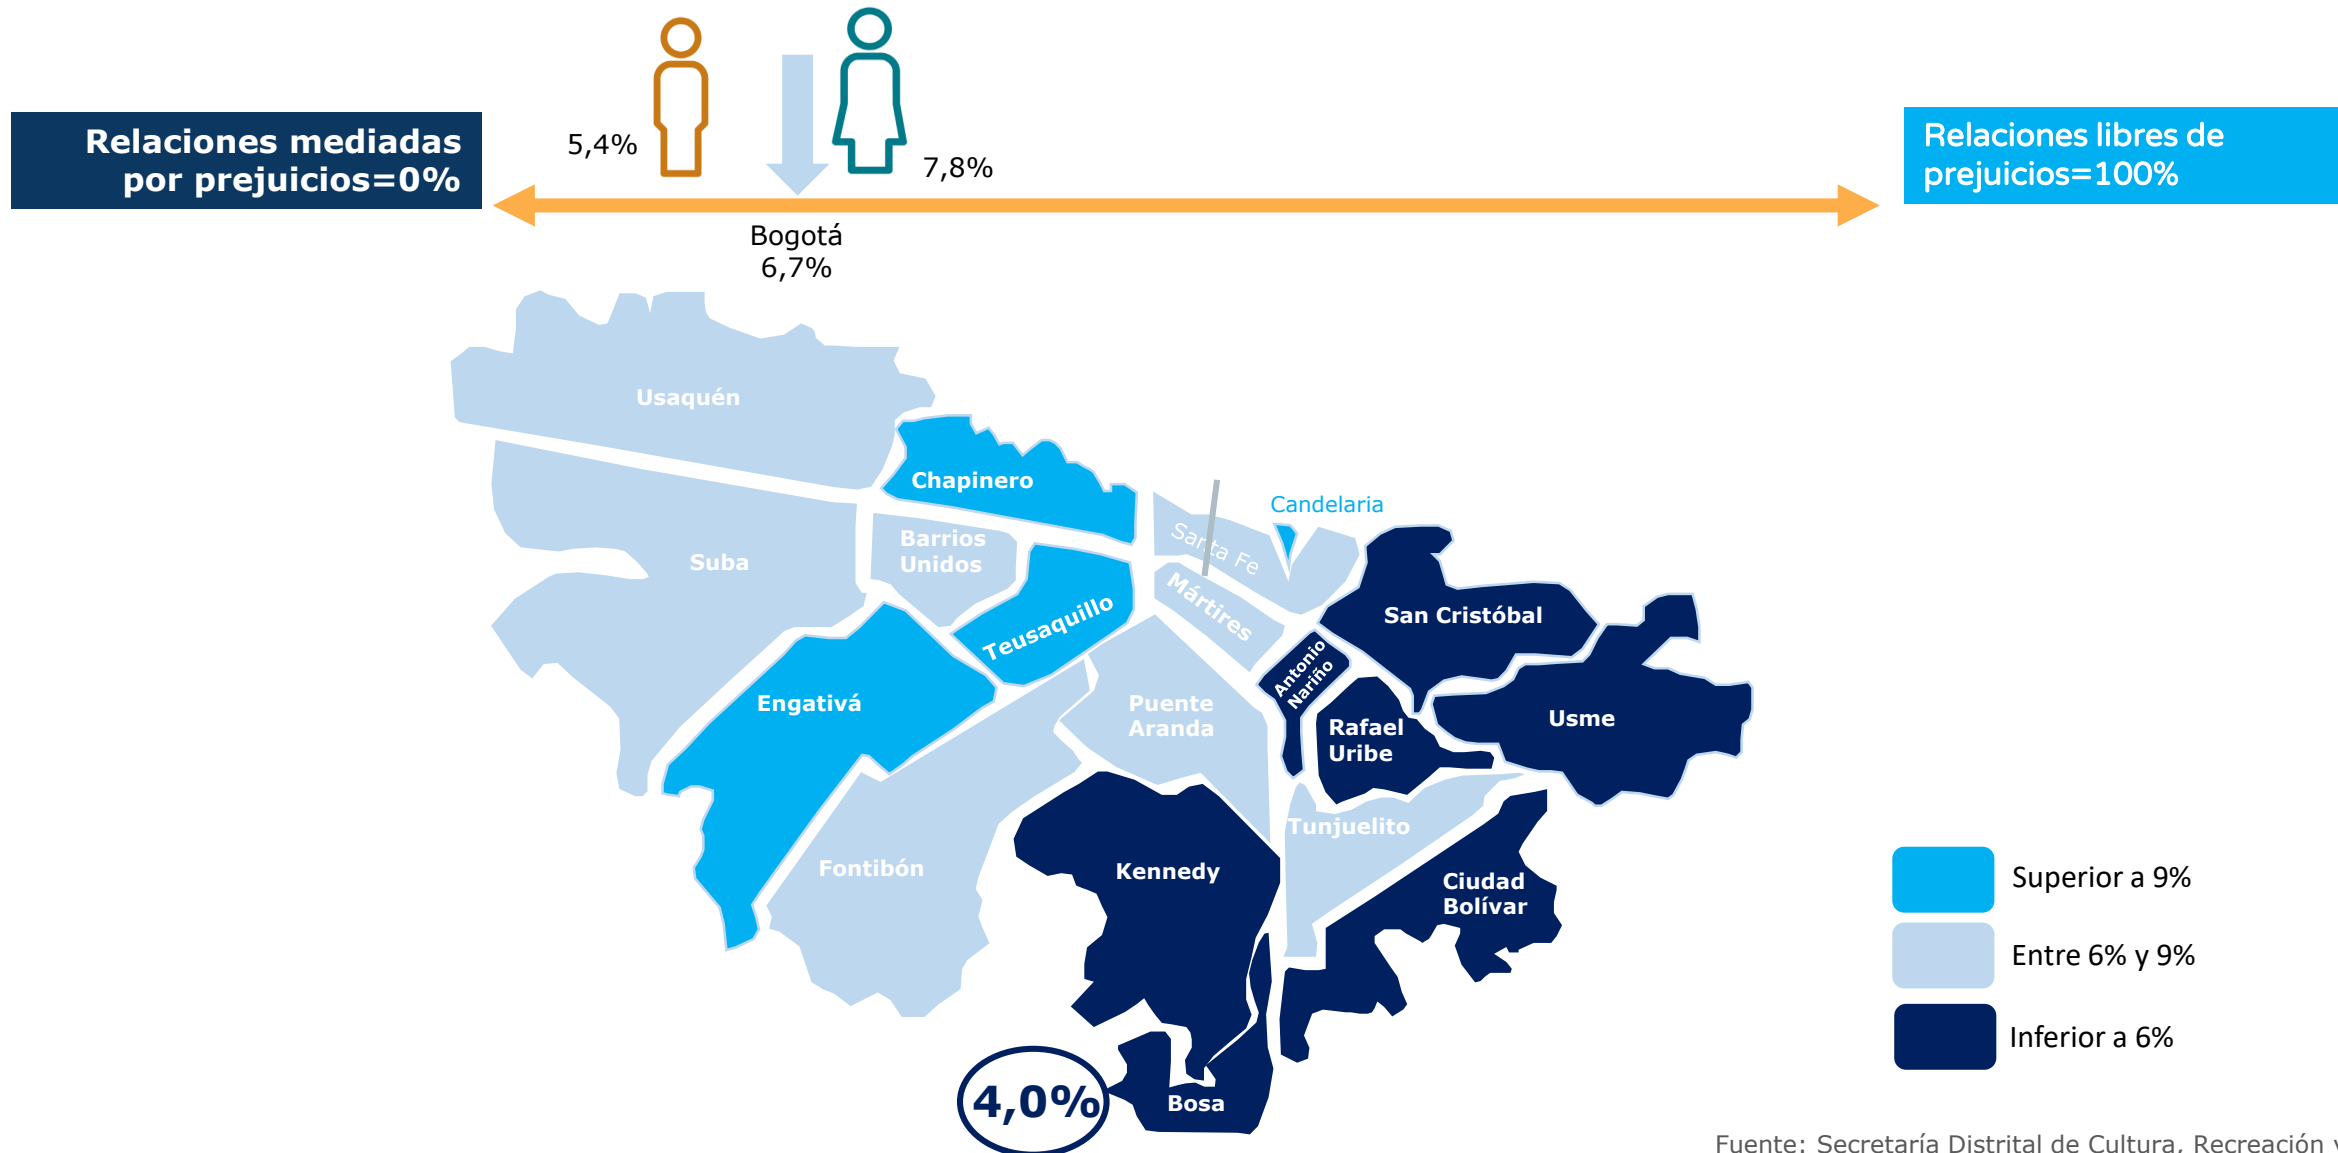 Relaciones mediadas
por prejuicios=0%
5,4%
7,8%
Relaciones libres de
prejuicios=100%
Bogotá
6,7%
Usaquén
Chapinero
Candelaria
Santa Fe
Barrios
Unidos
Suba
Mártires
Teusaquillo
San Cristóbal
Antonio
Nariño
Engativá
Puente
Aranda
Rafael
Uribe
Usme
Tunjuelito
Fontibón
Kennedy
Ciudad
Bolívar
Superior a 9%
Entre 6% y 9%
Inferior a 6%
4,0%
Bosa
Fuente: Secretaría Distrital de Cultura, Recreación y